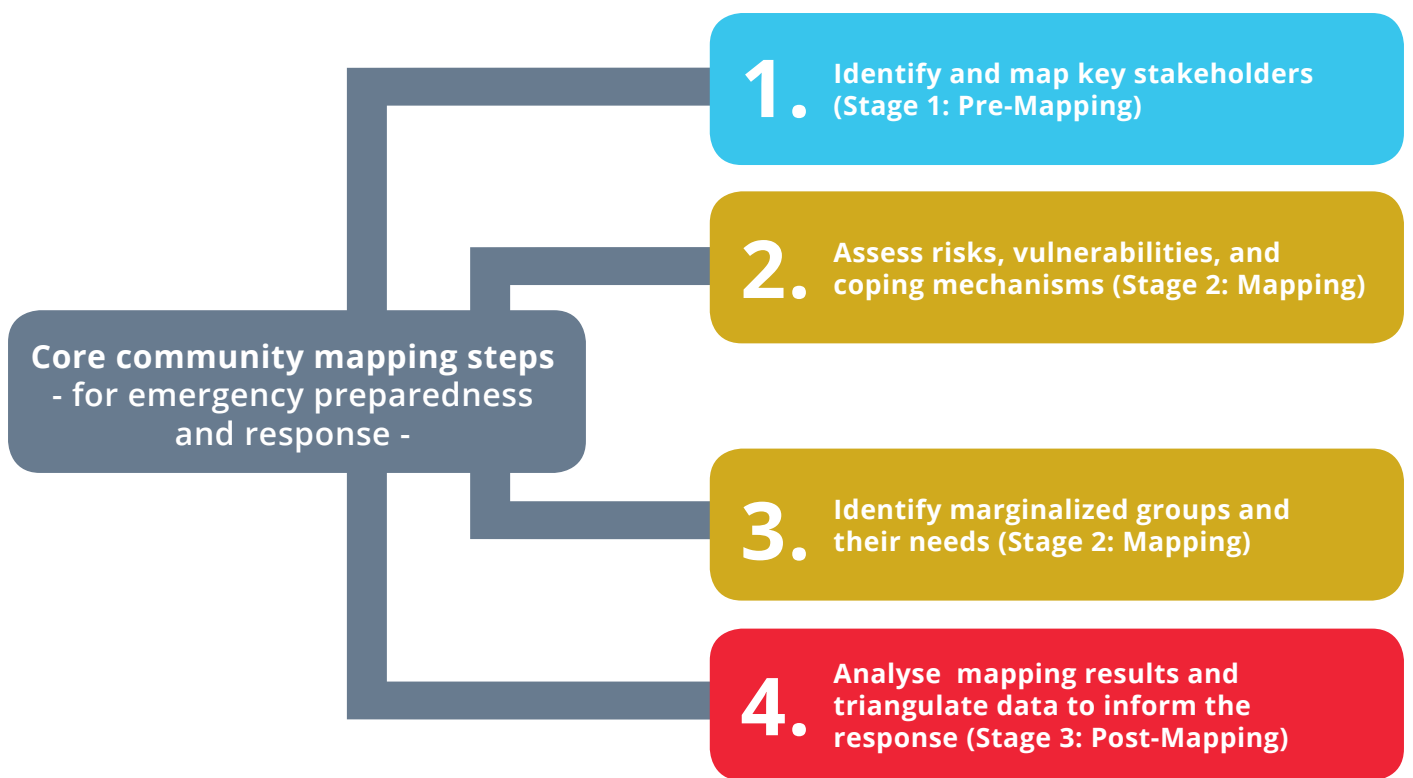 Core community mapping steps
- for emergency preparedness
and response -
1.
Identify and map key stakeholders
(Stage 1: Pre-Mapping)
2.
Assess risks, vulnerabilities, and
coping mechanisms (Stage 2: Mapping)
3.
Identify marginalized groups and
their needs (Stage 2: Mapping)
4.
Analyse  mapping results and
triangulate data to inform the
response (Stage 3: Post-Mapping)